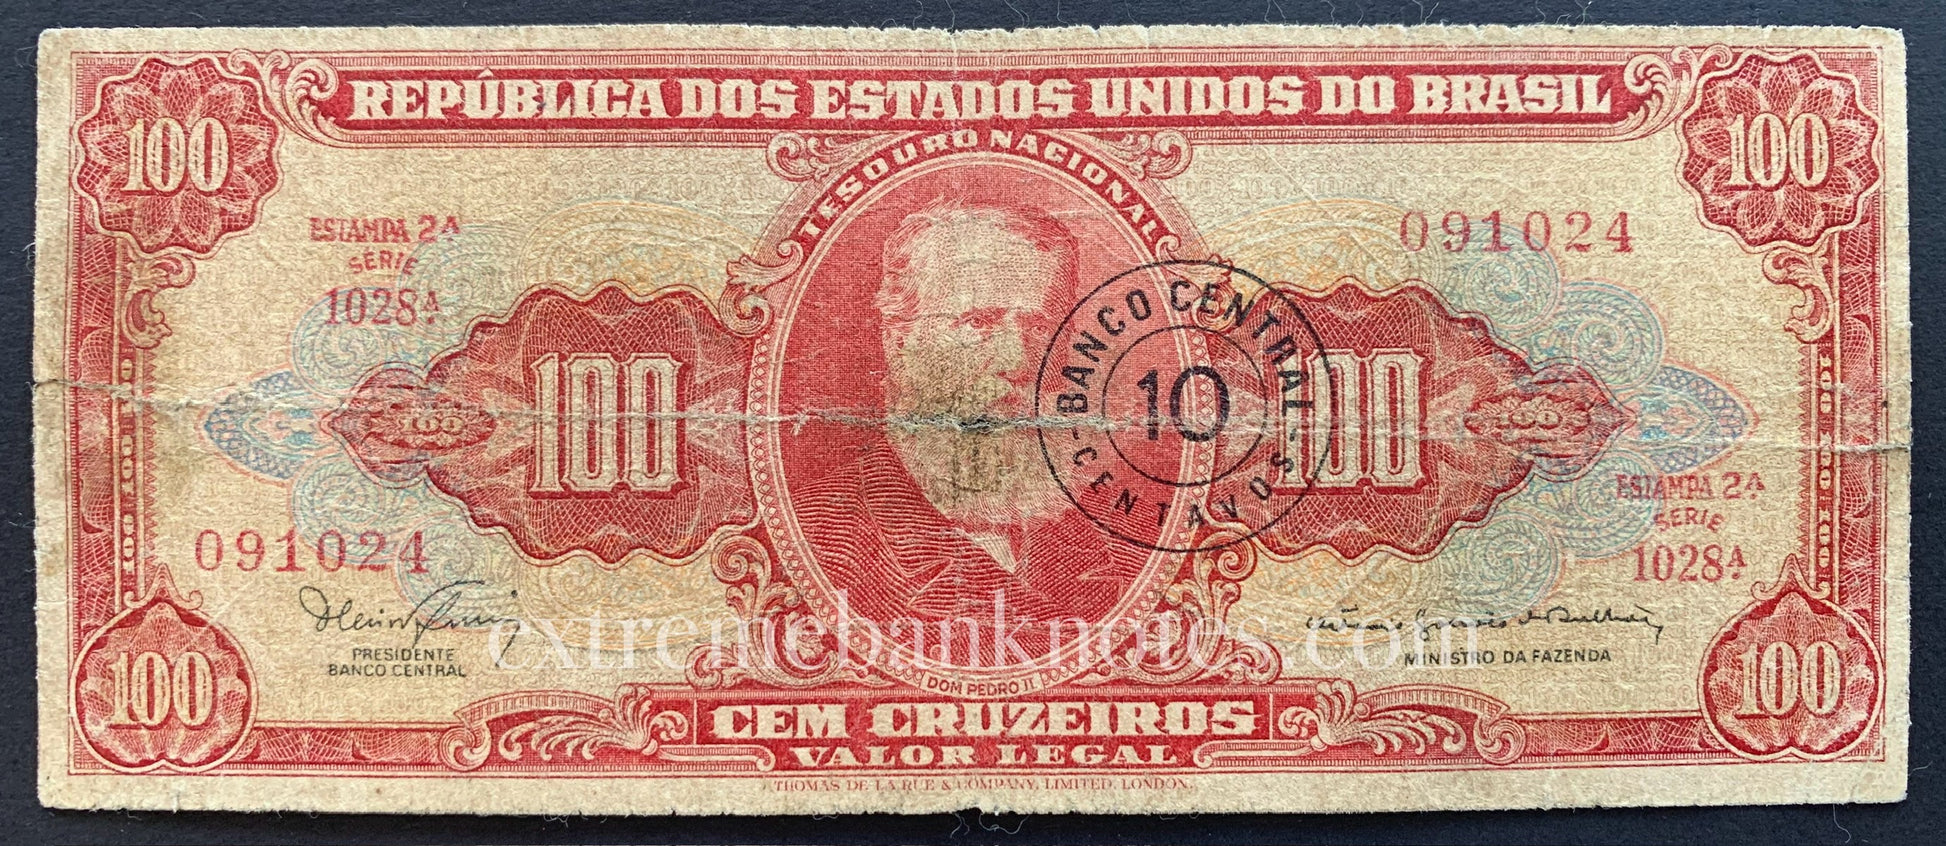 REPÚBLICA DOS ESTADOS UNIDOS DO BRASIL
TESOURO NACIONAL
100
100
ESTAMPA 2ª
SÉRIE
1028ª
091024
100
100
100
100
BANCO CENTRAL
10
CENTAVOS
091024
ESTAMPA 2ª
SÉRIE
1028ª
PRESIDENTE
BANCO CENTRAL
MINISTRO DA FAZENDA
extremebanknotes.com
DOM PEDRO II
100
100
CEM CRUZEIROS
VALOR LEGAL
THOMAS DE LA RUE & COMPANY, LIMITED, LONDON.